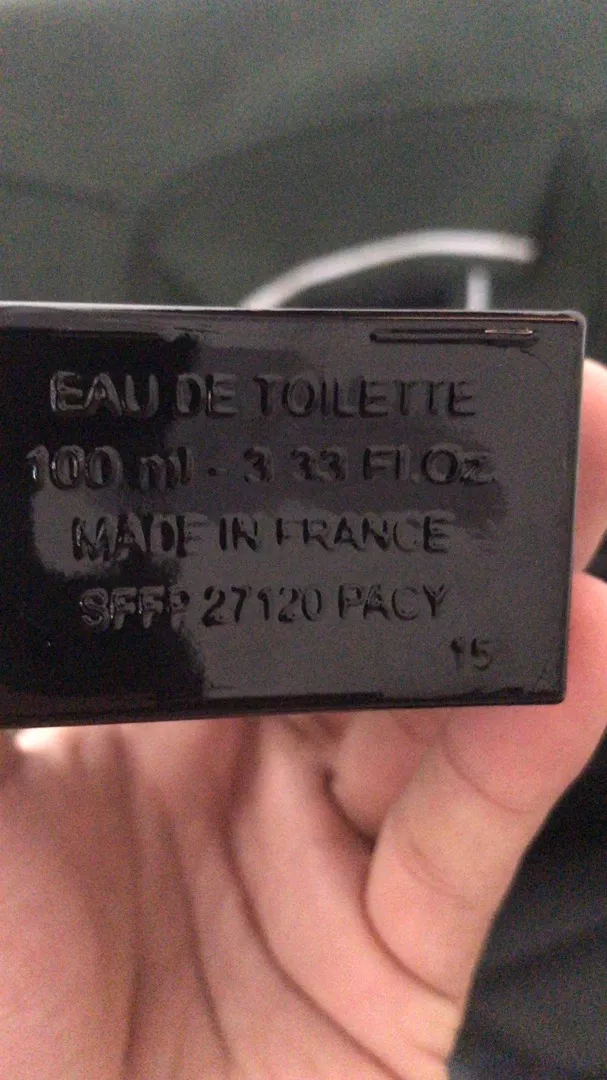 EAU DE TOILETTE
100 ml - 3.33 Fl.Oz.
MADE IN FRANCE
SFFP 27120 PACY
15